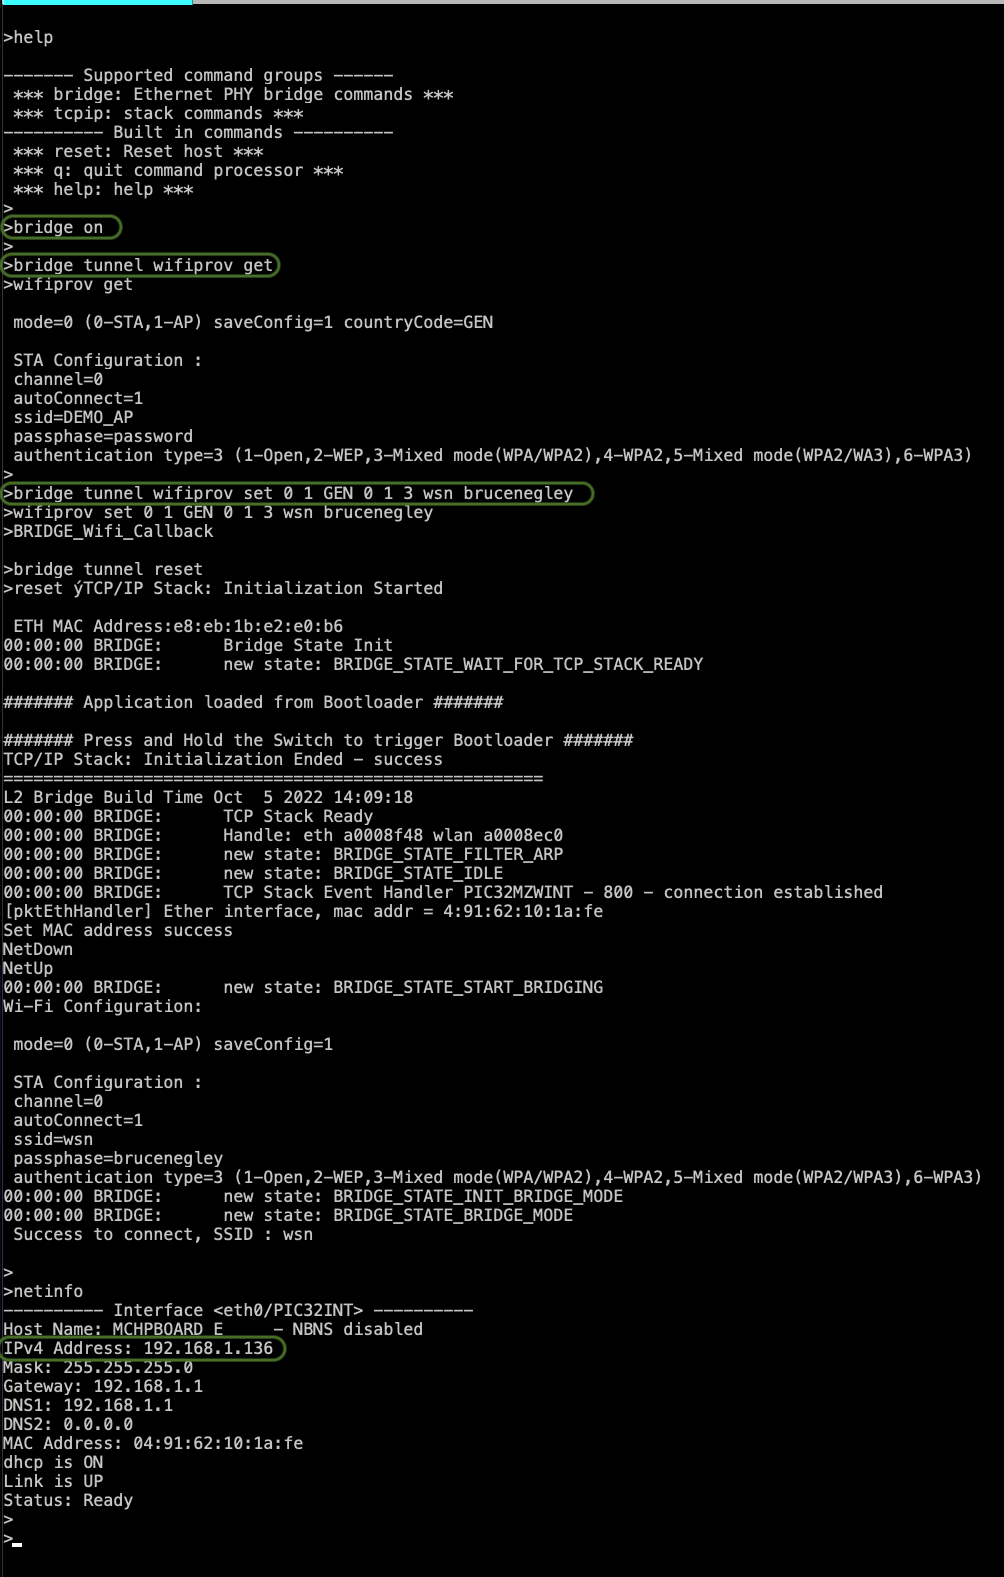 >help
------- Supported command groups ------
*** bridge: Ethernet PHY bridge commands ***
*** tcpip: stack commands ***
---------- Built in commands ----------
*** reset: Reset host ***
*** q: quit command processor ***
*** help: help ***
>
>bridge on
>
>bridge tunnel wifiprov get
>wifiprov get
mode=0 (0-STA,1-AP) saveConfig=1 countryCode=GEN
STA Configuration :
channel=0
autoConnect=1
ssid=DEMO_AP
passphase=password
authentication type=3 (1-Open,2-WEP,3-Mixed mode(WPA/WPA2),4-WPA2,5-Mixed mode(WPA2/WA3),6-WPA3)
>
>bridge tunnel wifiprov set 0 1 GEN 0 1 3 wsn brucenegley
>wifiprov set 0 1 GEN 0 1 3 wsn brucenegley
>BRIDGE_Wifi_Callback
>bridge tunnel reset
>reset ýTCP/IP Stack: Initialization Started
ETH MAC Address:e8:eb:1b:e2:e0:b6
00:00:00 BRIDGE:      Bridge State Init
00:00:00 BRIDGE:      new state: BRIDGE_STATE_WAIT_FOR_TCP_STACK_READY
####### Application loaded from Bootloader #######
####### Press and Hold the Switch to trigger Bootloader #######
TCP/IP Stack: Initialization Ended - success
======================================================
L2 Bridge Build Time Oct  5 2022 14:09:18
00:00:00 BRIDGE:      TCP Stack Ready
00:00:00 BRIDGE:      Handle: eth a0008f48 wlan a0008ec0
00:00:00 BRIDGE:      new state: BRIDGE_STATE_FILTER_ARP
00:00:00 BRIDGE:      new state: BRIDGE_STATE_IDLE
00:00:00 BRIDGE:      TCP Stack Event Handler PIC32MZWINT - 800 - connection established
[pktEthHandler] Ether interface, mac addr = 4:91:62:10:1a:fe
Set MAC address success
NetDown
NetUp
00:00:00 BRIDGE:      new state: BRIDGE_STATE_START_BRIDGING
Wi-Fi Configuration:
mode=0 (0-STA,1-AP) saveConfig=1
STA Configuration :
channel=0
autoConnect=1
ssid=wsn
passphase=brucenegley
authentication type=3 (1-Open,2-WEP,3-Mixed mode(WPA/WPA2),4-WPA2,5-Mixed mode(WPA2/WPA3),6-WPA3)
00:00:00 BRIDGE:      new state: BRIDGE_STATE_INIT_BRIDGE_MODE
00:00:00 BRIDGE:      new state: BRIDGE_STATE_BRIDGE_MODE
Success to connect, SSID : wsn
>
>netinfo
---------- Interface <eth0/PIC32INT> ----------
Host Name: MCHPBOARD_E     - NBNS disabled
IPv4 Address: 192.168.1.136
Mask: 255.255.255.0
Gateway: 192.168.1.1
DNS1: 192.168.1.1
DNS2: 0.0.0.0
MAC Address: 04:91:62:10:1a:fe
dhcp is ON
Link is UP
Status: Ready
>
>